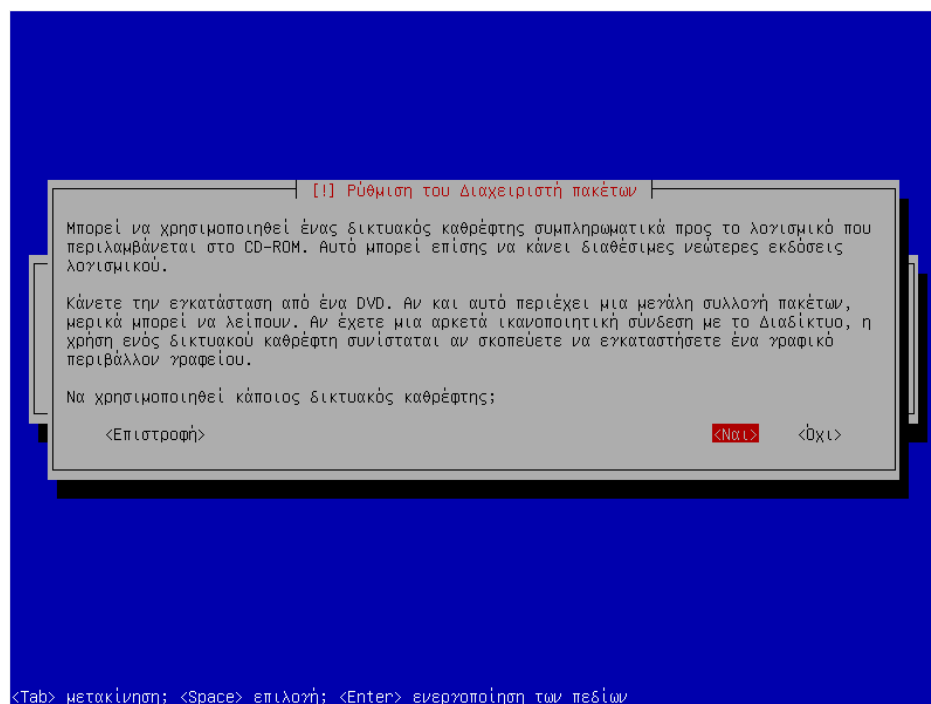 [!] Ρύθμιση του Διαχειριστή πακέτων
Μπορεί να χρησιμοποιηθεί ένας δικτυακός καθρέφτης συμπληρωματικά προς το λογισμικό που
περιλαμβάνεται στο CD-ROM. Αυτό μπορεί επίσης να κάνει διαθέσιμες νεώτερες εκδόσεις
λογισμικού.
Κάνετε την εγκατάσταση από ένα DVD. Αν και αυτό περιέχει μια μεγάλη συλλογή πακέτων,
μερικά μπορεί να λείπουν. Αν έχετε μια αρκετά ικανοποιητική σύνδεση με το Διαδίκτυο, η
χρήση ενός δικτυακού καθρέφτη συνίσταται αν σκοπεύετε να εγκαταστήσετε ένα γραφικό
περιβάλλον γραφείου.
Να χρησιμοποιηθεί κάποιος δικτυακός καθρέφτης;
<Επιστροφή> <Ναι> <Όχι>
<Tab> μετακίνηση; <Space> επιλογή; <Enter> ενεργοποίηση των πεδίων